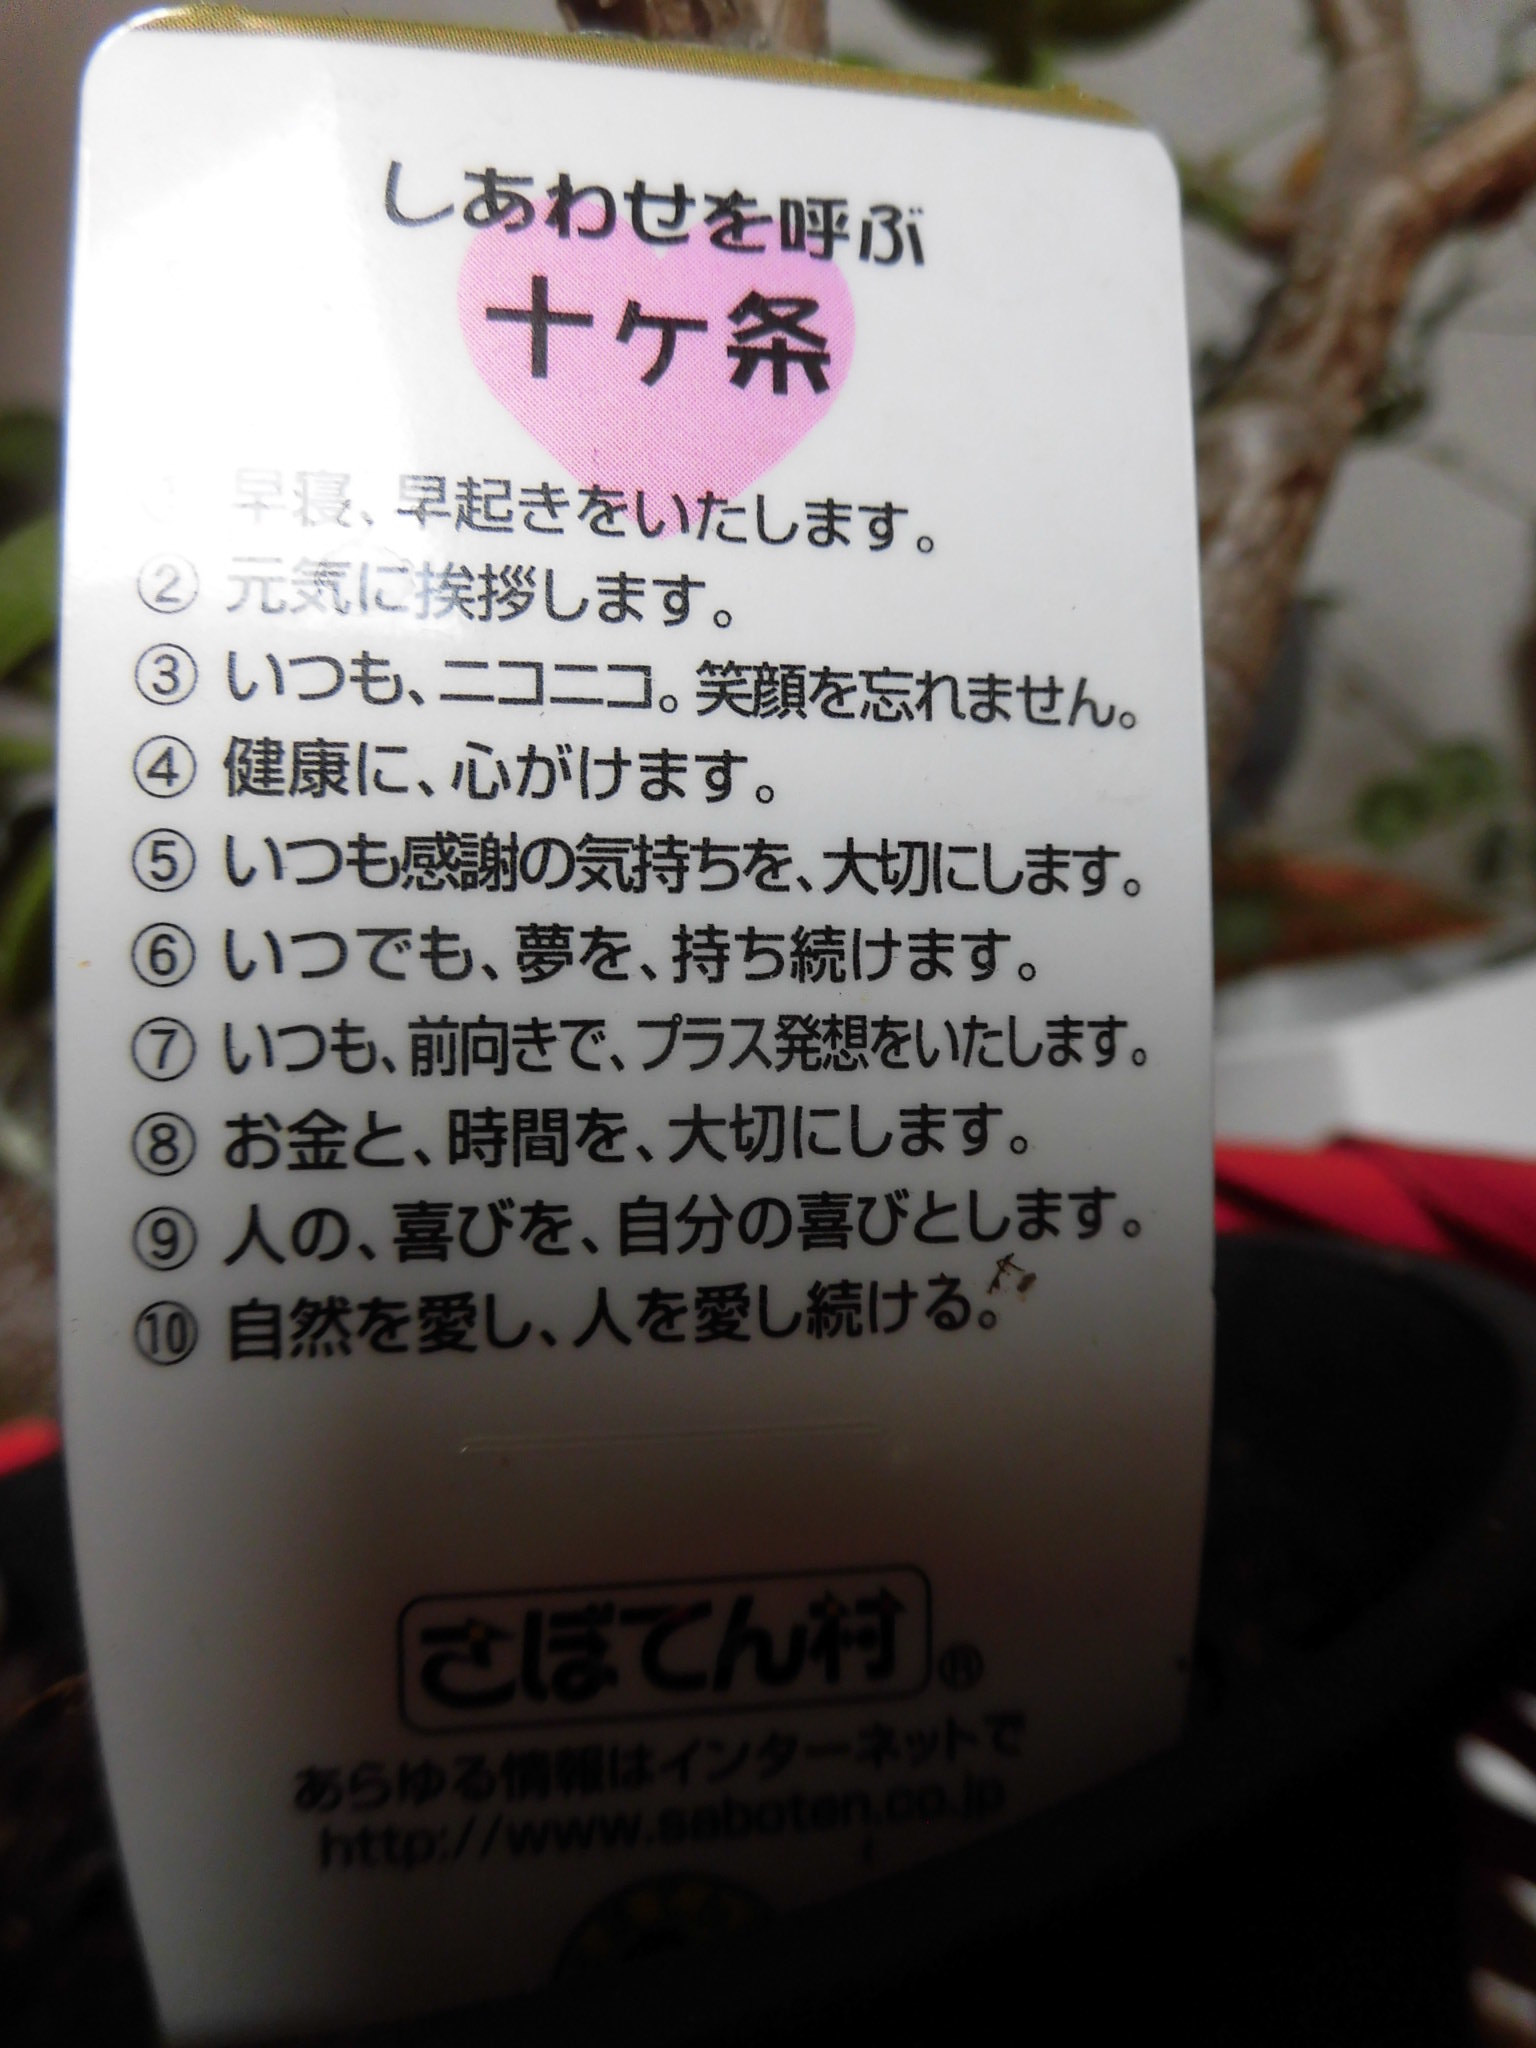 しあわせを呼ぶ
十ヶ条
早寝、早起きをいたします。
② 元気に挨拶します。
③ いつも、ニコニコ。笑顔を忘れません。
④ 健康に、心がけます。
⑤ いつも感謝の気持ちを、大切にします。
⑥ いつでも、夢を、持ち続けます。
⑦ いつも、前向きで、プラス発想をいたします。
⑧ お金と、時間を、大切にします。
⑨ 人の、喜びを、自分の喜びとします。
⑩ 自然を愛し、人を愛し続ける。
さぼてん村®
あらゆる情報はインターネットで
http://www.saboten.co.jp